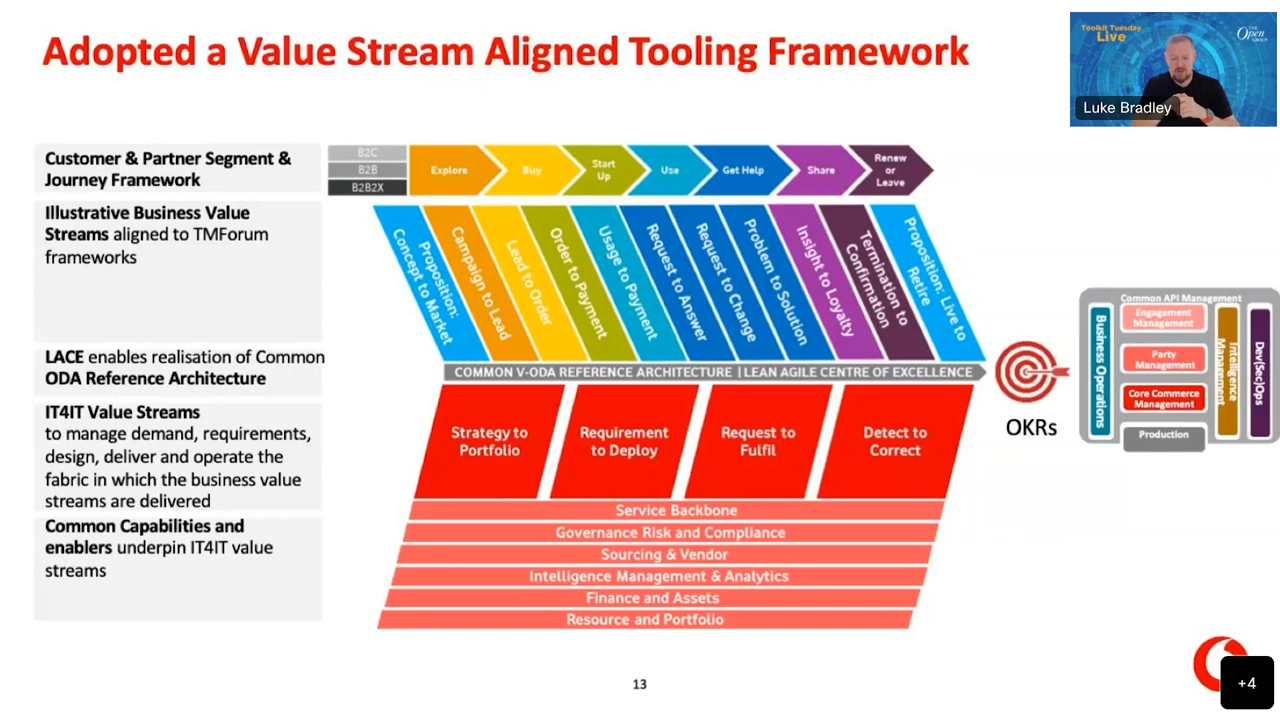 Adopted a Value Stream Aligned Tooling Framework
Toolkit Tuesday
Live
THE
Open
GROUP
Luke Bradley
Customer & Partner Segment &
Journey Framework
B2C
B2B
B2B2X
Explore
Buy
Start
Up
Use
Get Help
Share
Renew
or
Leave
Illustrative Business Value
Streams aligned to TMForum
frameworks
Proposition:
Concept to Market
Campaign to Lead
Lead to Order
Order to Payment
Usage to Payment
Request to Answer
Request to Change
Problem to Solution
Insight to Loyalty
Termination to
Confirmation
Proposition: Live to
Retire
LACE enables realisation of Common
ODA Reference Architecture
COMMON V-ODA REFERENCE ARCHITECTURE | LEAN AGILE CENTRE OF EXCELLENCE
OKRs
Common API Management
Business Operations
Engagement
Management
Party
Management
Core Commerce
Management
Production
Intelligence
Management
Dev(Sec)Ops
IT4IT Value Streams
to manage demand, requirements,
design, deliver and operate the
fabric in which the business value
streams are delivered
Strategy to
Portfolio
Requirement
to Deploy
Request to
Fulfil
Detect to
Correct
Common Capabilities and
enablers underpin IT4IT value
streams
Service Backbone
Governance Risk and Compliance
Sourcing & Vendor
Intelligence Management & Analytics
Finance and Assets
Resource and Portfolio
13
+4